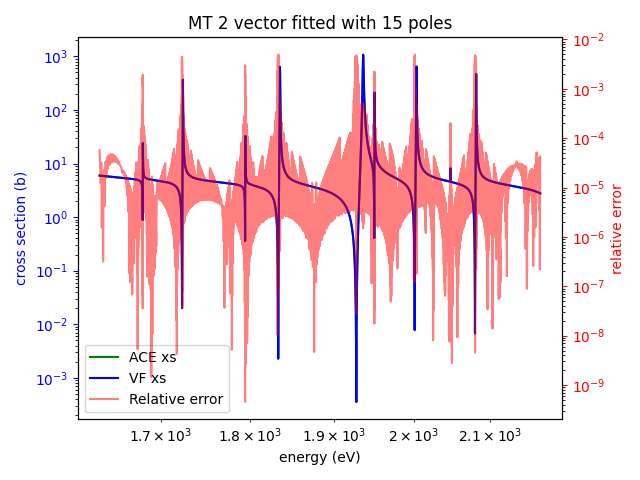 MT 2 vector fitted with 15 poles
10³
10²
10¹
10⁰
10⁻¹
10⁻²
10⁻³
cross section (b)
10⁻²
10⁻³
10⁻⁴
10⁻⁵
10⁻⁶
10⁻⁷
10⁻⁸
10⁻⁹
relative error
ACE xs
VF xs
Relative error
1.7 × 10³ 1.8 × 10³ 1.9 × 10³ 2 × 10³ 2.1 × 10³
energy (eV)